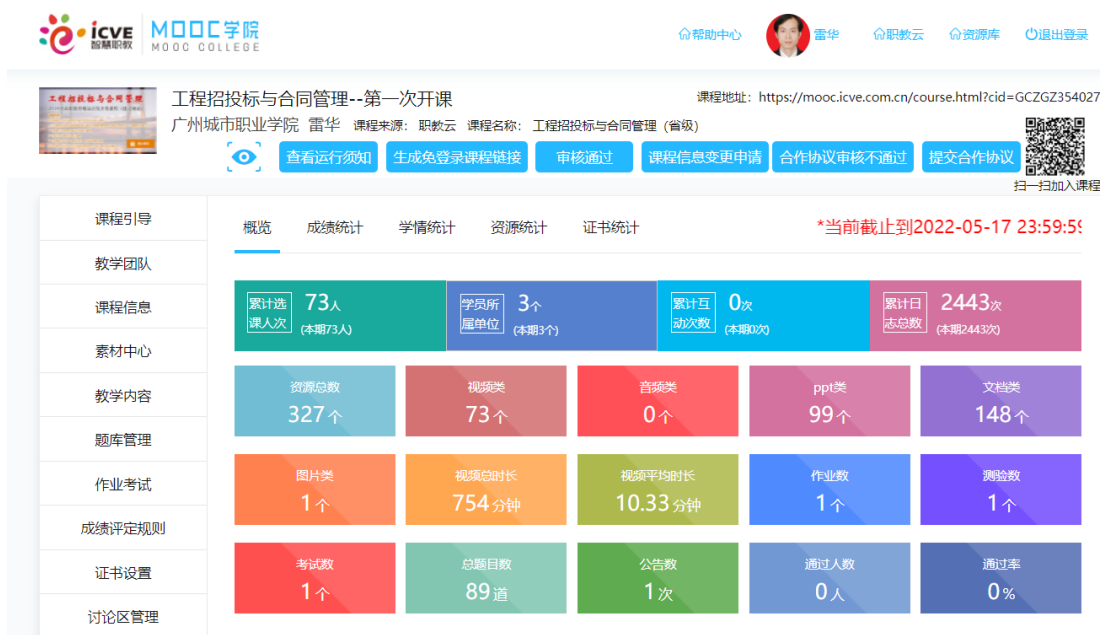 icve 智慧职教 MOOC学院
MOOC COLLEGE
帮助中心 雷华 职教云 资源库 退出登录
工程招投标与合同管理
工程招投标与合同管理--第一次开课
课程地址: https://mooc.icve.com.cn/course.html?cid=GCZGZ354027
广州城市职业学院 雷华 课程来源: 职教云 课程名称: 工程招投标与合同管理 (省级)
查看运行须知 生成免登录课程链接 审核通过 课程信息变更申请 合作协议审核不通过 提交合作协议
扫一扫加入课程
课程引导
教学团队
课程信息
素材中心
教学内容
题库管理
作业考试
成绩评定规则
证书设置
讨论区管理
概览 成绩统计 学情统计 资源统计 证书统计
*当前截止到2022-05-17 23:59:59
累计选课人次 73人 (本期73人)
学员所属单位 3个 (本期3个)
累计互动次数 0次 (本期0次)
累计日志总数 2443次 (本期2443次)
资源总数 视频类 音频类 ppt类 文档类
327个 73个 0个 99个 148个
图片类 视频总时长 视频平均时长 作业数 测验数
1个 754分钟 10.33分钟 1个 1个
考试数 总题目数 公告数 通过人数 通过率
1个 89道 1次 0人 0%